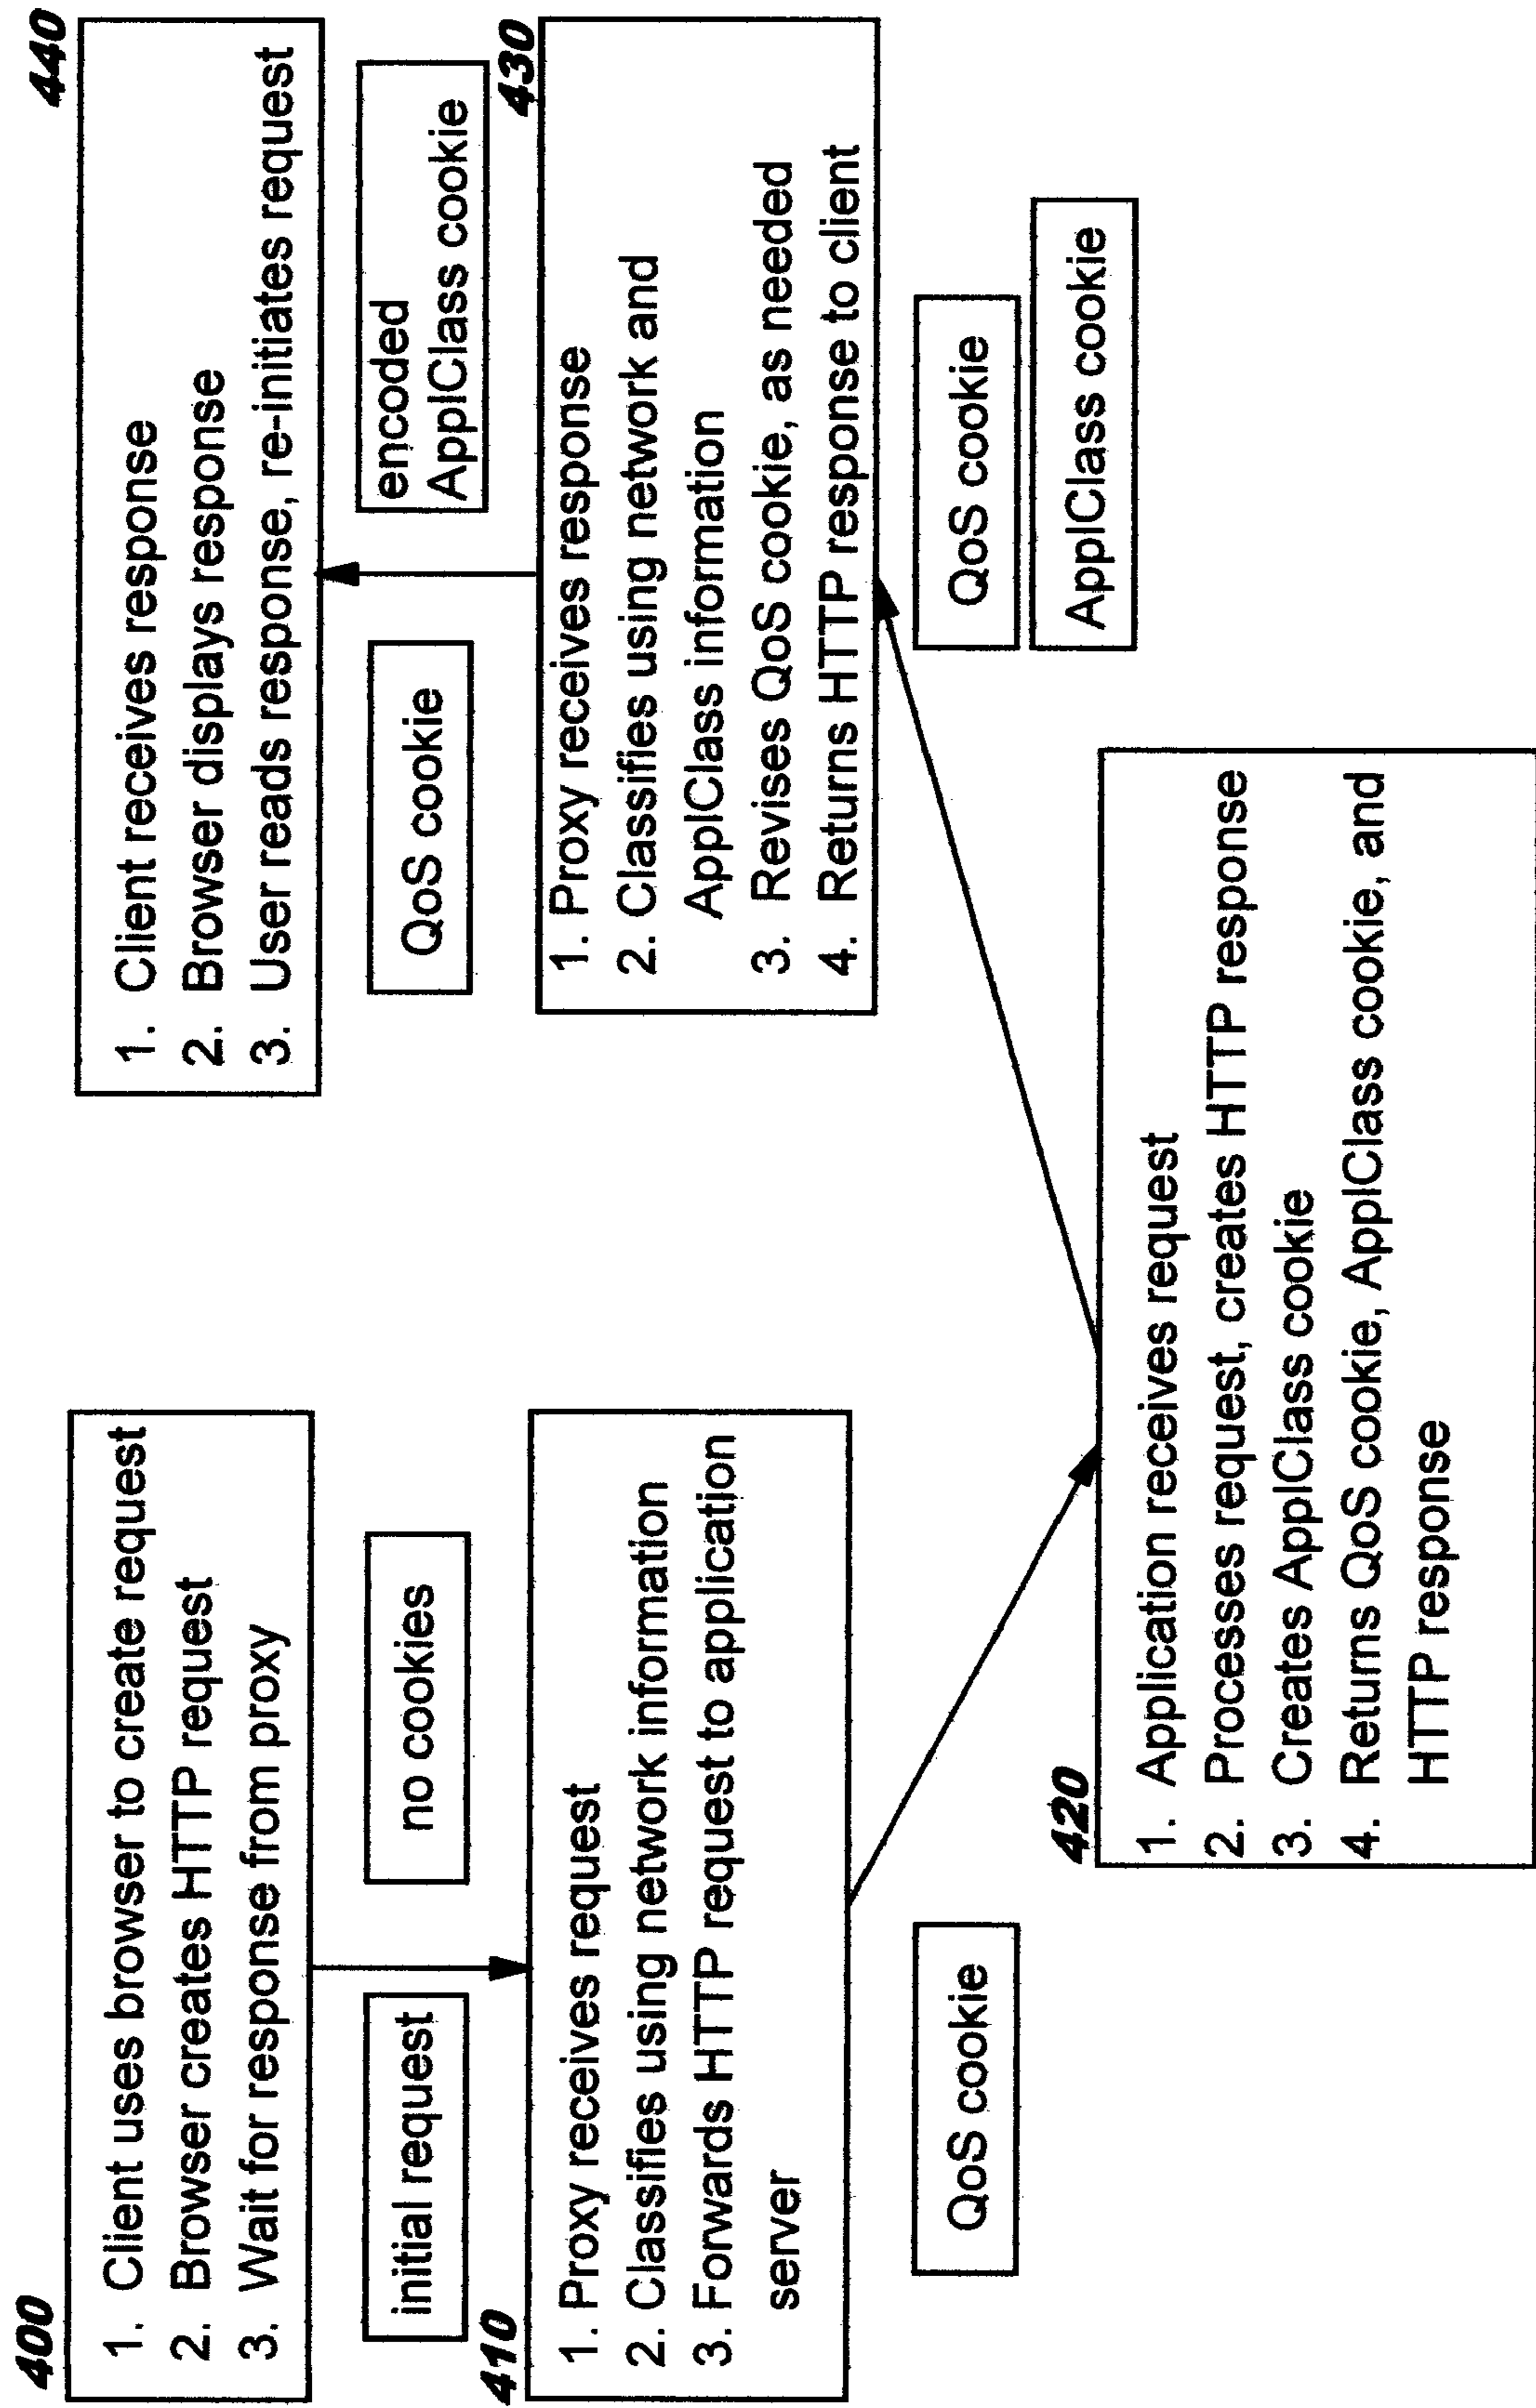 400
1. Client uses browser to create request
2. Browser creates HTTP request
3. Wait for response from proxy
initial request
no cookies
410
1. Proxy receives request
2. Classifies using network information
3. Forwards HTTP request to application
server
QoS cookie
420
1. Application receives request
2. Processes request, creates HTTP response
3. Creates ApplClass cookie
4. Returns QoS cookie, ApplClass cookie, and
HTTP response
QoS cookie
ApplClass cookie
430
1. Proxy receives response
2. Classifies using network and
ApplClass information
3. Revises QoS cookie, as needed
4. Returns HTTP response to client
QoS cookie
encoded
ApplClass cookie
440
1. Client receives response
2. Browser displays response
3. User reads response, re-initiates request